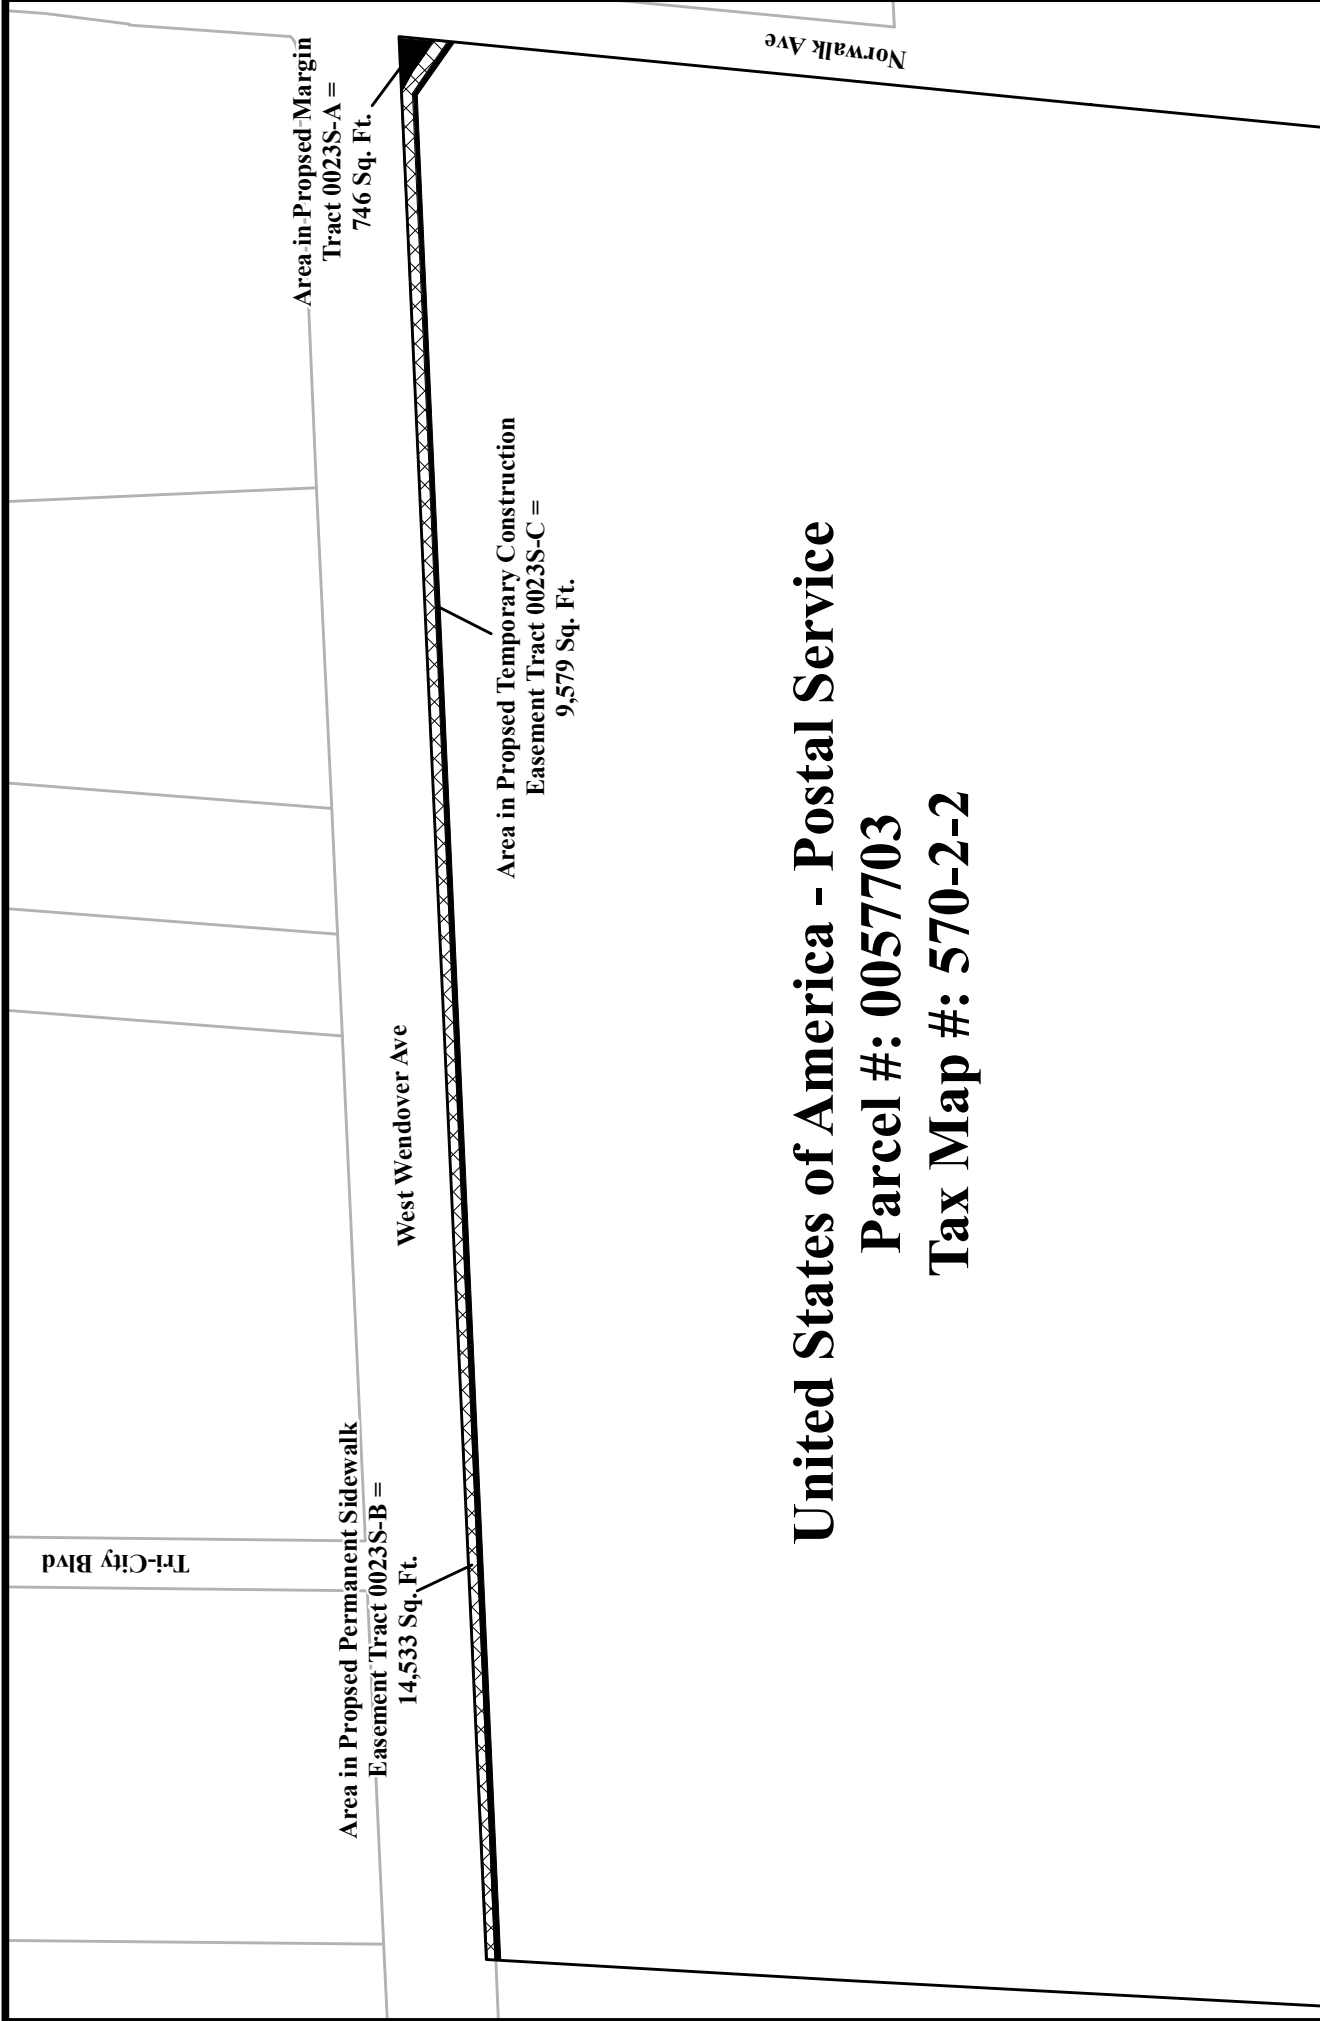 Area in Propsed Margin
Tract 0023S-A =
746 Sq. Ft.
Norwalk Ave
Area in Propsed Temporary Construction
Easement Tract 0023S-C =
9,579 Sq. Ft.
West Wendover Ave
Area in Propsed Permanent Sidewalk
Easement Tract 0023S-B =
14,533 Sq. Ft.
Tri-City Blvd
United States of America - Postal Service
Parcel #: 0057703
Tax Map #: 570-2-2